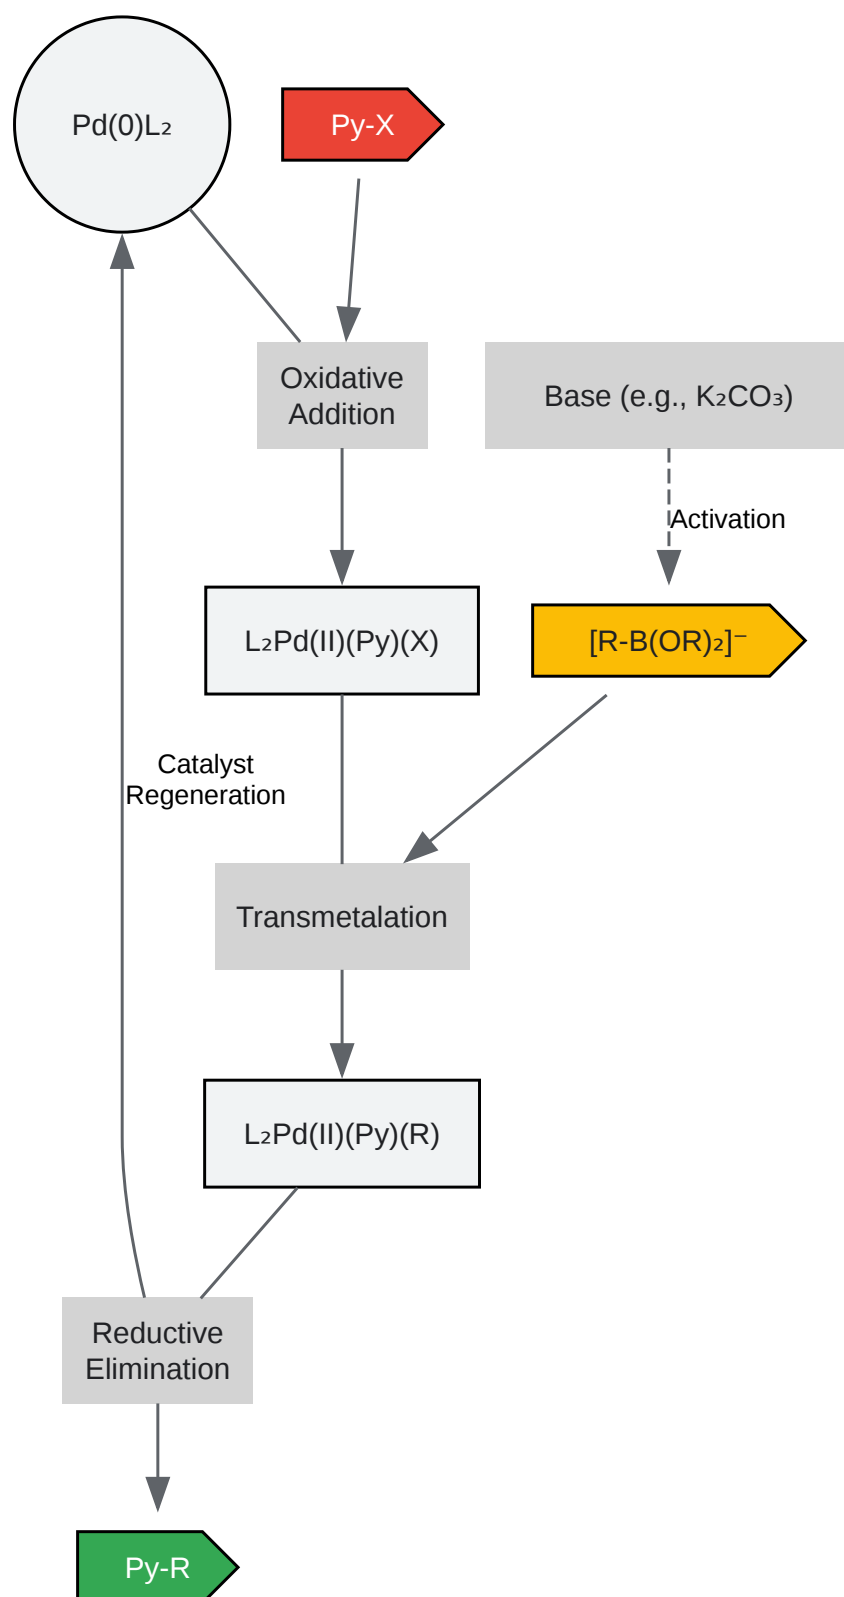 Pd(0)L₂
Py-X
Oxidative
Addition
Base (e.g., K₂CO₃)
Activation
L₂Pd(II)(Py)(X)
[R-B(OR)₂]⁻
Catalyst
Regeneration
Transmetalation
L₂Pd(II)(Py)(R)
Reductive
Elimination
Py-R